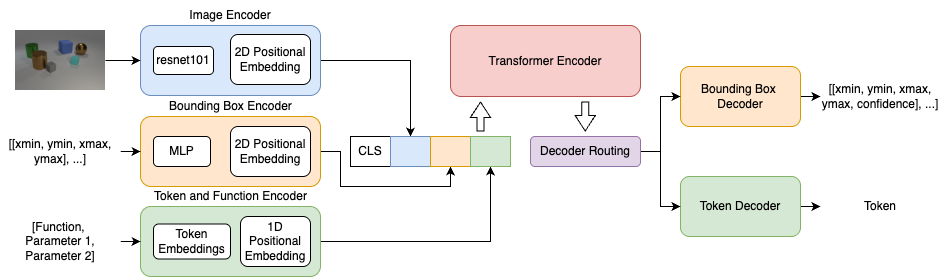 Image Encoder
resnet101
2D Positional
Embedding
Transformer Encoder
Bounding Box Encoder
[[xmin, ymin, xmax,
ymax], ...]
MLP
2D Positional
Embedding
CLS
Decoder Routing
Bounding Box
Decoder
[[xmin, ymin, xmax,
ymax, confidence], ...]
Token and Function Encoder
[Function,
Parameter 1,
Parameter 2]
Token
Embeddings
1D
Positional
Embedding
Token Decoder
Token